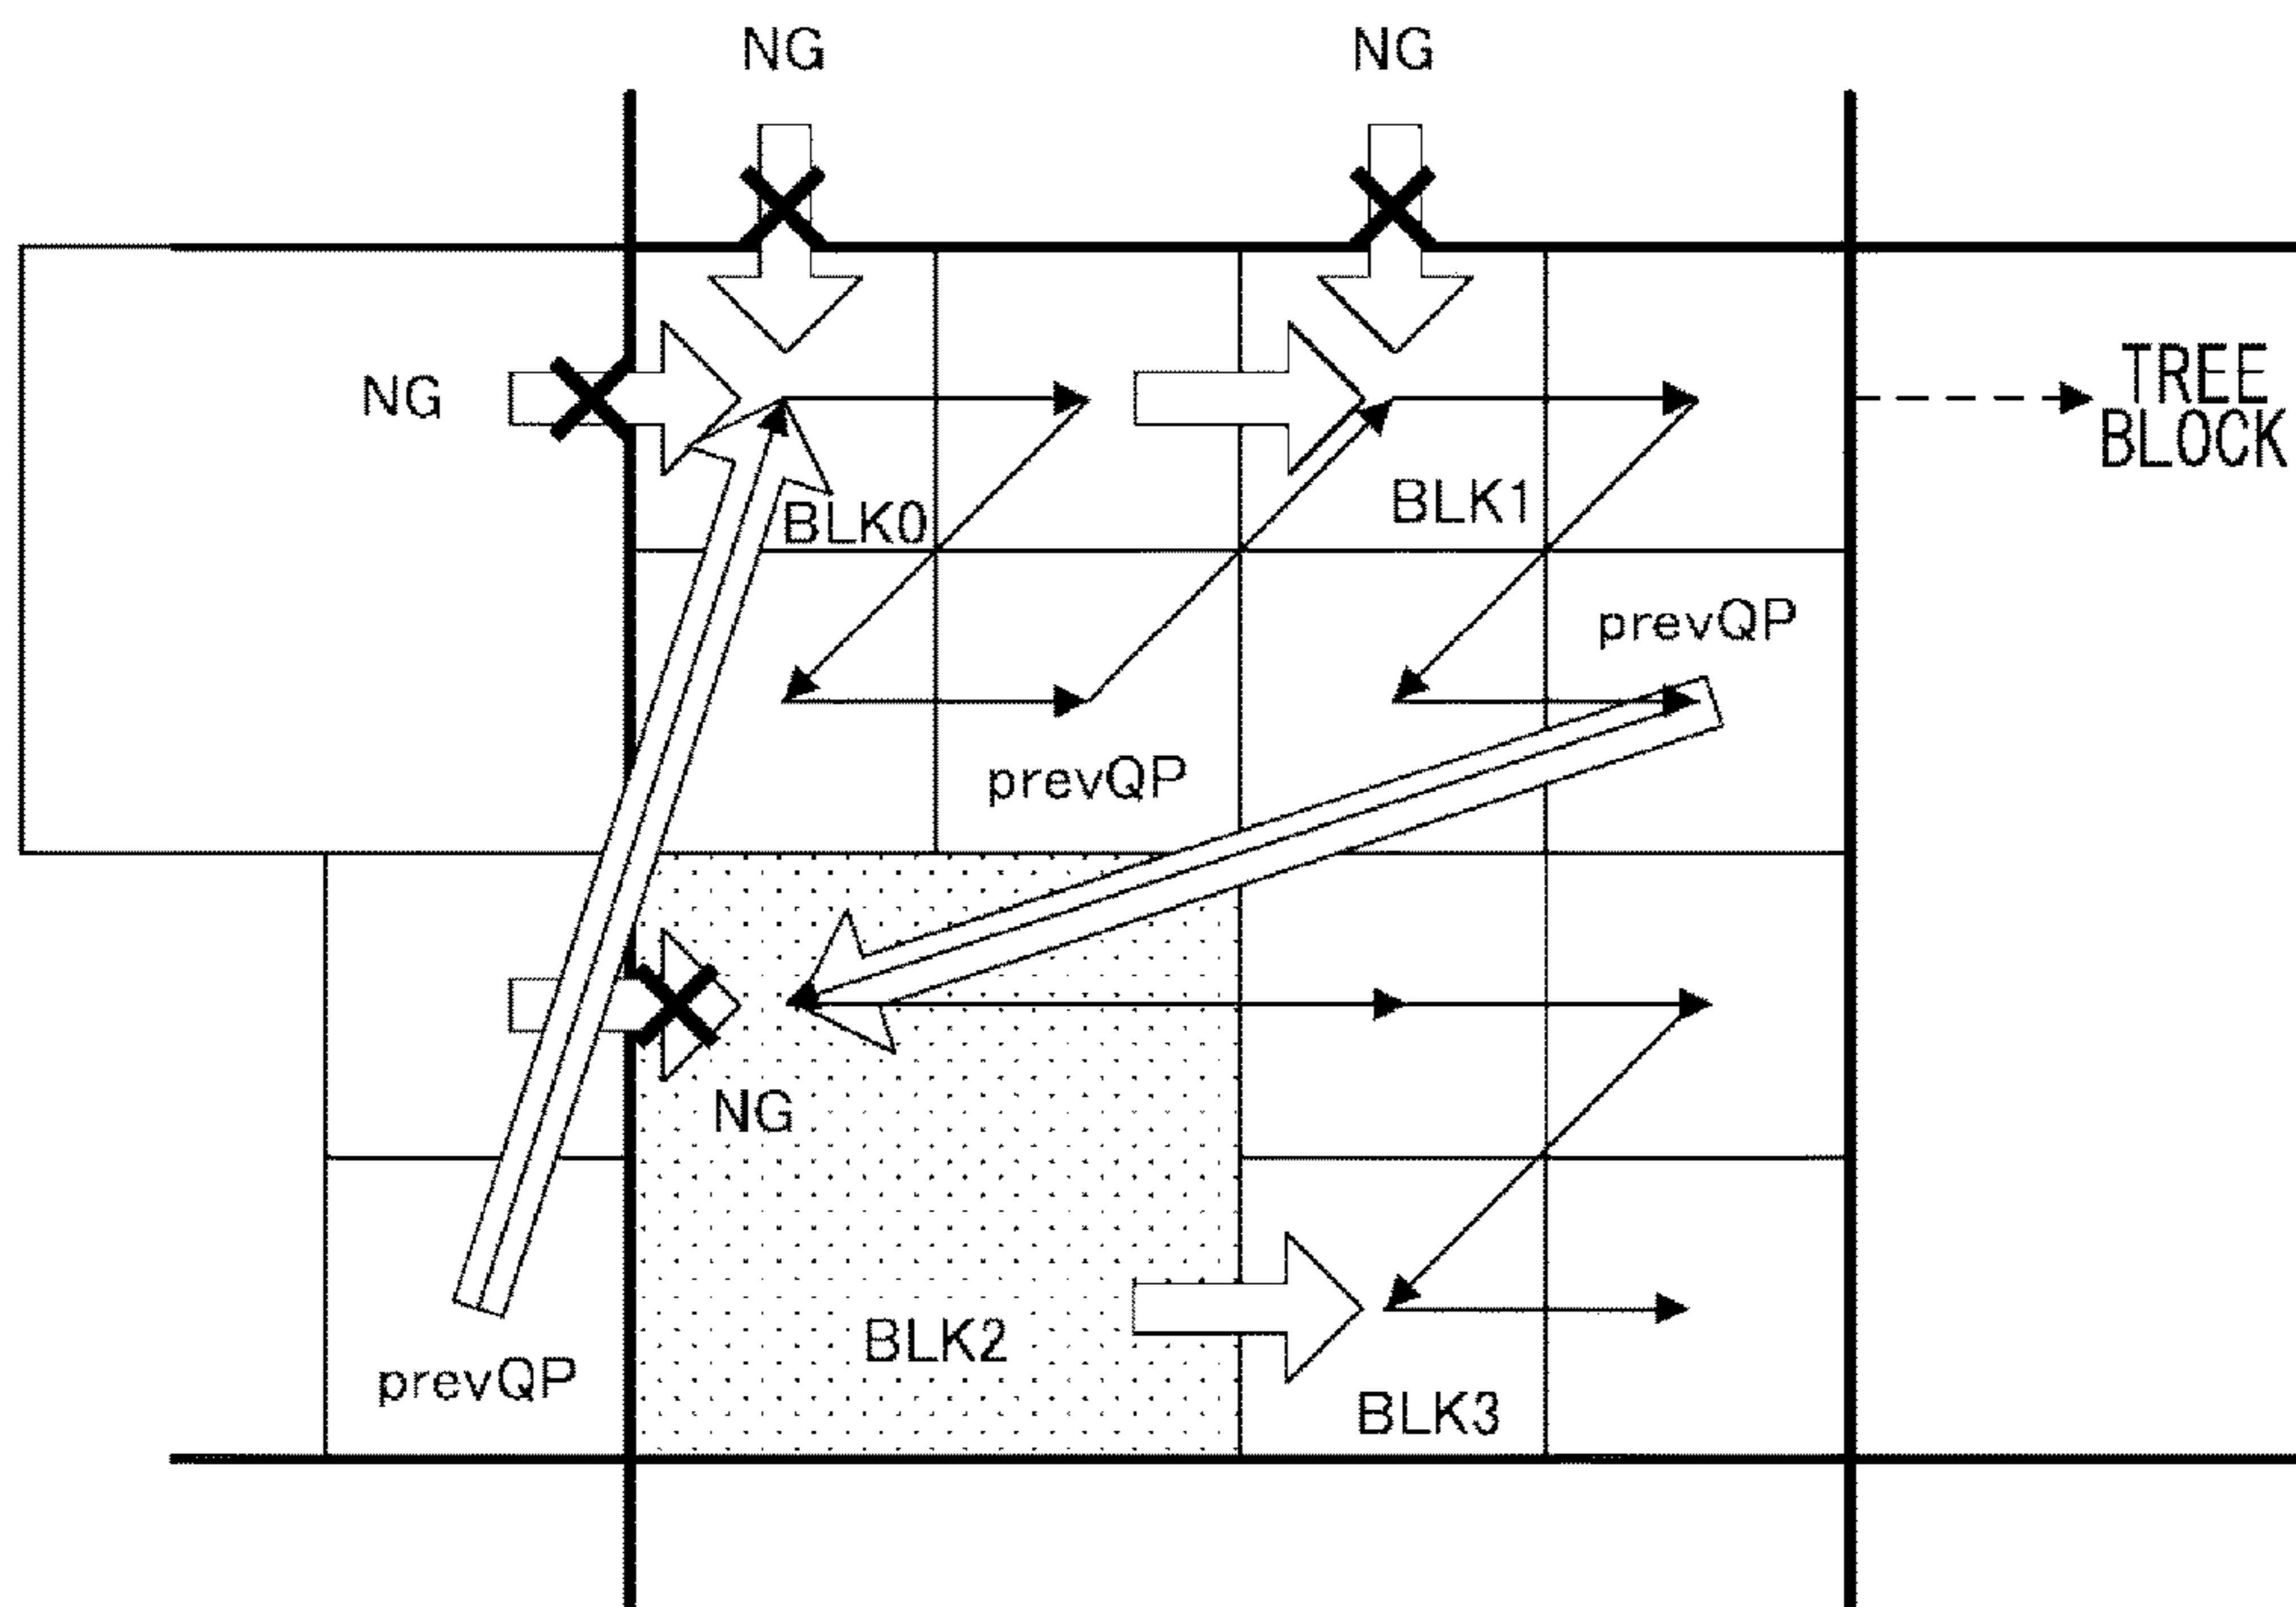 NG
NG
NG
TREE
BLOCK
BLK0
BLK1
prevQP
prevQP
NG
BLK2
prevQP
BLK3